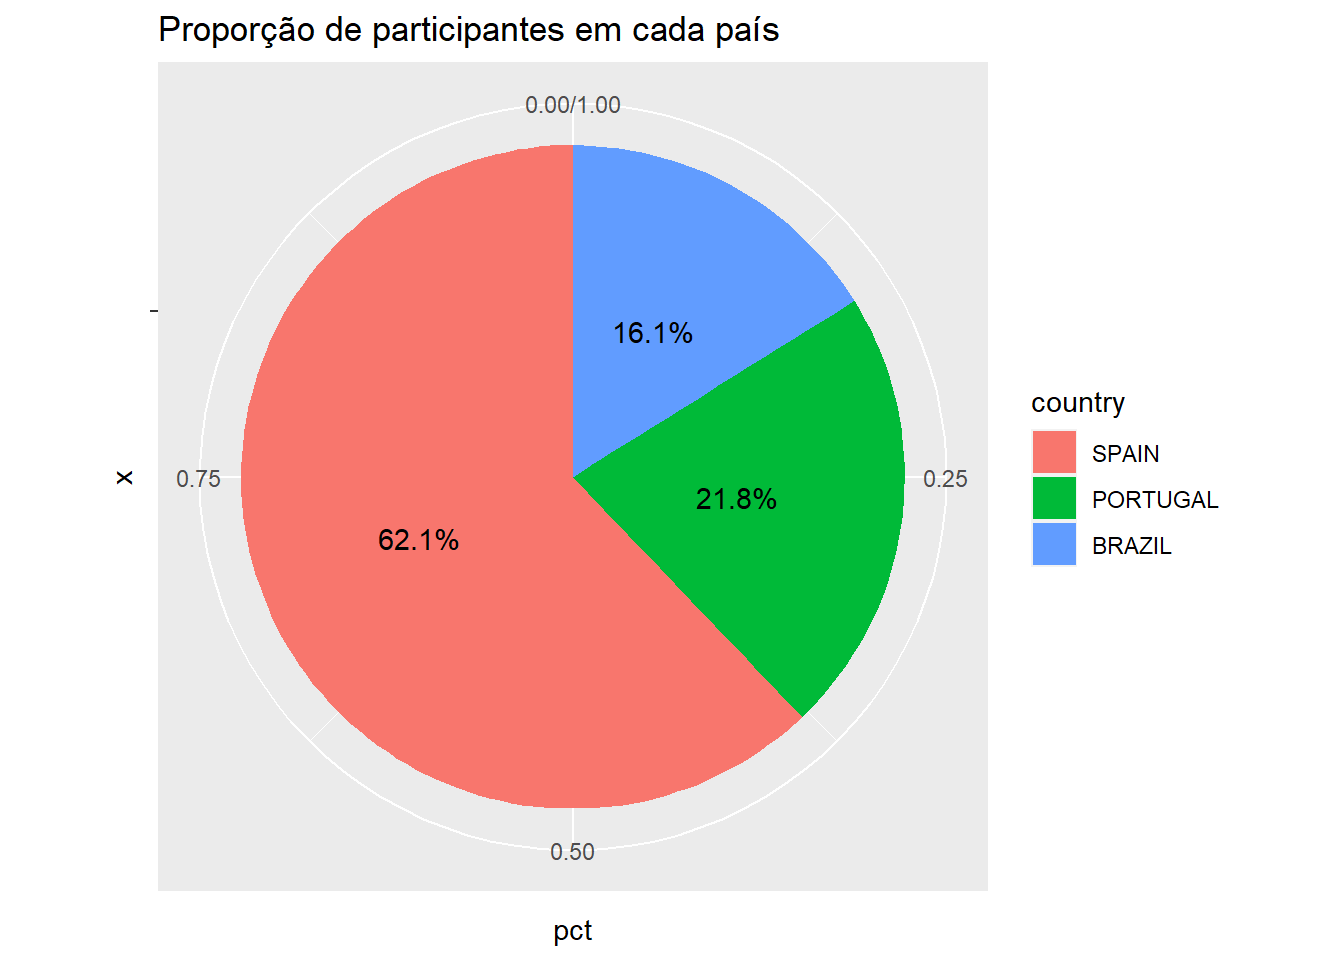 Proporção de participantes em cada país
0.00/1.00
16.1%
0.75
21.8%
0.25
62.1%
0.50
x
pct
country
SPAIN
PORTUGAL
BRAZIL